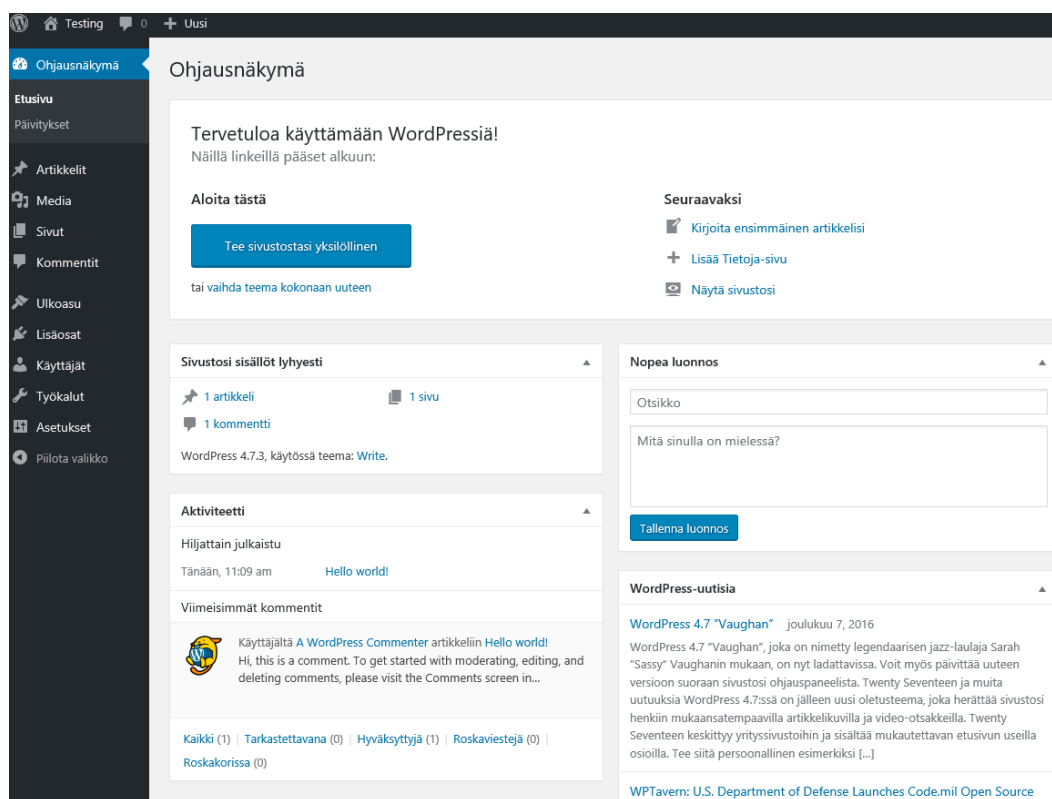 Testing 0 Uusi
Ohjausnäkymä
Etusivu
Päivitykset
Artikkelit
Media
Sivut
Kommentit
Ulkoasu
Lisäosat
Käyttäjät
Työkalut
Asetukset
Piilota valikko
Ohjausnäkymä
Tervetuloa käyttämään WordPressiä!
Näillä linkeillä pääset alkuun:
Aloita tästä
Tee sivustostasi yksilöllinen
tai vaihda teema kokonaan uuteen
Seuraavaksi
Kirjoita ensimmäinen artikkelisi
Lisää Tietoja-sivu
Näytä sivustosi
Sivustosi sisällöt lyhyesti
1 artikkeli 1 sivu
1 kommentti
WordPress 4.7.3, käytössä teema: Write.
Aktiviteetti
Hiljattain julkaistu
Tänään, 11:09 am Hello world!
Viimeisimmät kommentit
Käyttäjältä A WordPress Commenter artikkeliin Hello world!
Hi, this is a comment. To get started with moderating, editing, and
deleting comments, please visit the Comments screen in...
Kaikki (1) | Tarkastettavana (0) | Hyväksyttyjä (1) | Roskaviestejä (0) |
Roskakorissa (0)
Nopea luonnos
Otsikko
Mitä sinulla on mielessä?
Tallenna luonnos
WordPress-uutisia
WordPress 4.7 ”Vaughan” joulukuu 7, 2016
WordPress 4.7 ”Vaughan”, joka on nimetty legendaarisen jazz-laulaja Sarah
”Sassy” Vaughanin mukaan, on nyt ladattavissa. Voit myös päivittää uuteen
versioon suoraan sivustosi ohjauspaneelista. Twenty Seventeen ja muita
uutuuksia WordPress 4.7:ssä on jälleen uusi oletusteema, joka herättää sivustosi
henkiin mukaansatempaavilla artikkelikuvilla ja video-otsakkeilla. Twenty
Seventeen keskittyy yrityssivustoihin ja sisältää mukautettavan etusivun useilla
osioilla. Tee siitä persoonallinen esimerkiksi [...]
WPTavern: U.S. Department of Defense Launches Code.mil Open Source